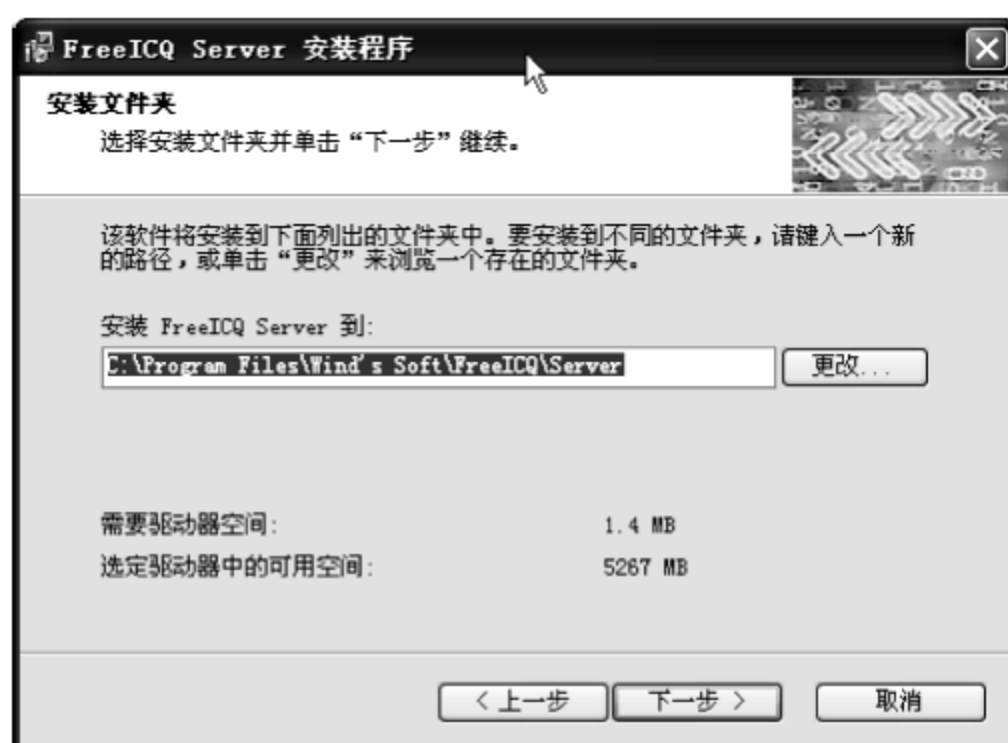 FreeICQ Server 安装程序
安装文件夹
选择安装文件夹并单击“下一步”继续。
该软件将安装到下面列出的文件夹中。要安装到不同的文件夹，请键入一个新
的路径，或单击“更改”来浏览一个存在的文件夹。
安装 FreeICQ Server 到:
C:\Program Files\Wind's Soft\FreeICQ\Server
更改...
需要驱动器空间: 1.4 MB
选定驱动器中的可用空间: 5267 MB
< 上一步 下一步 > 取消